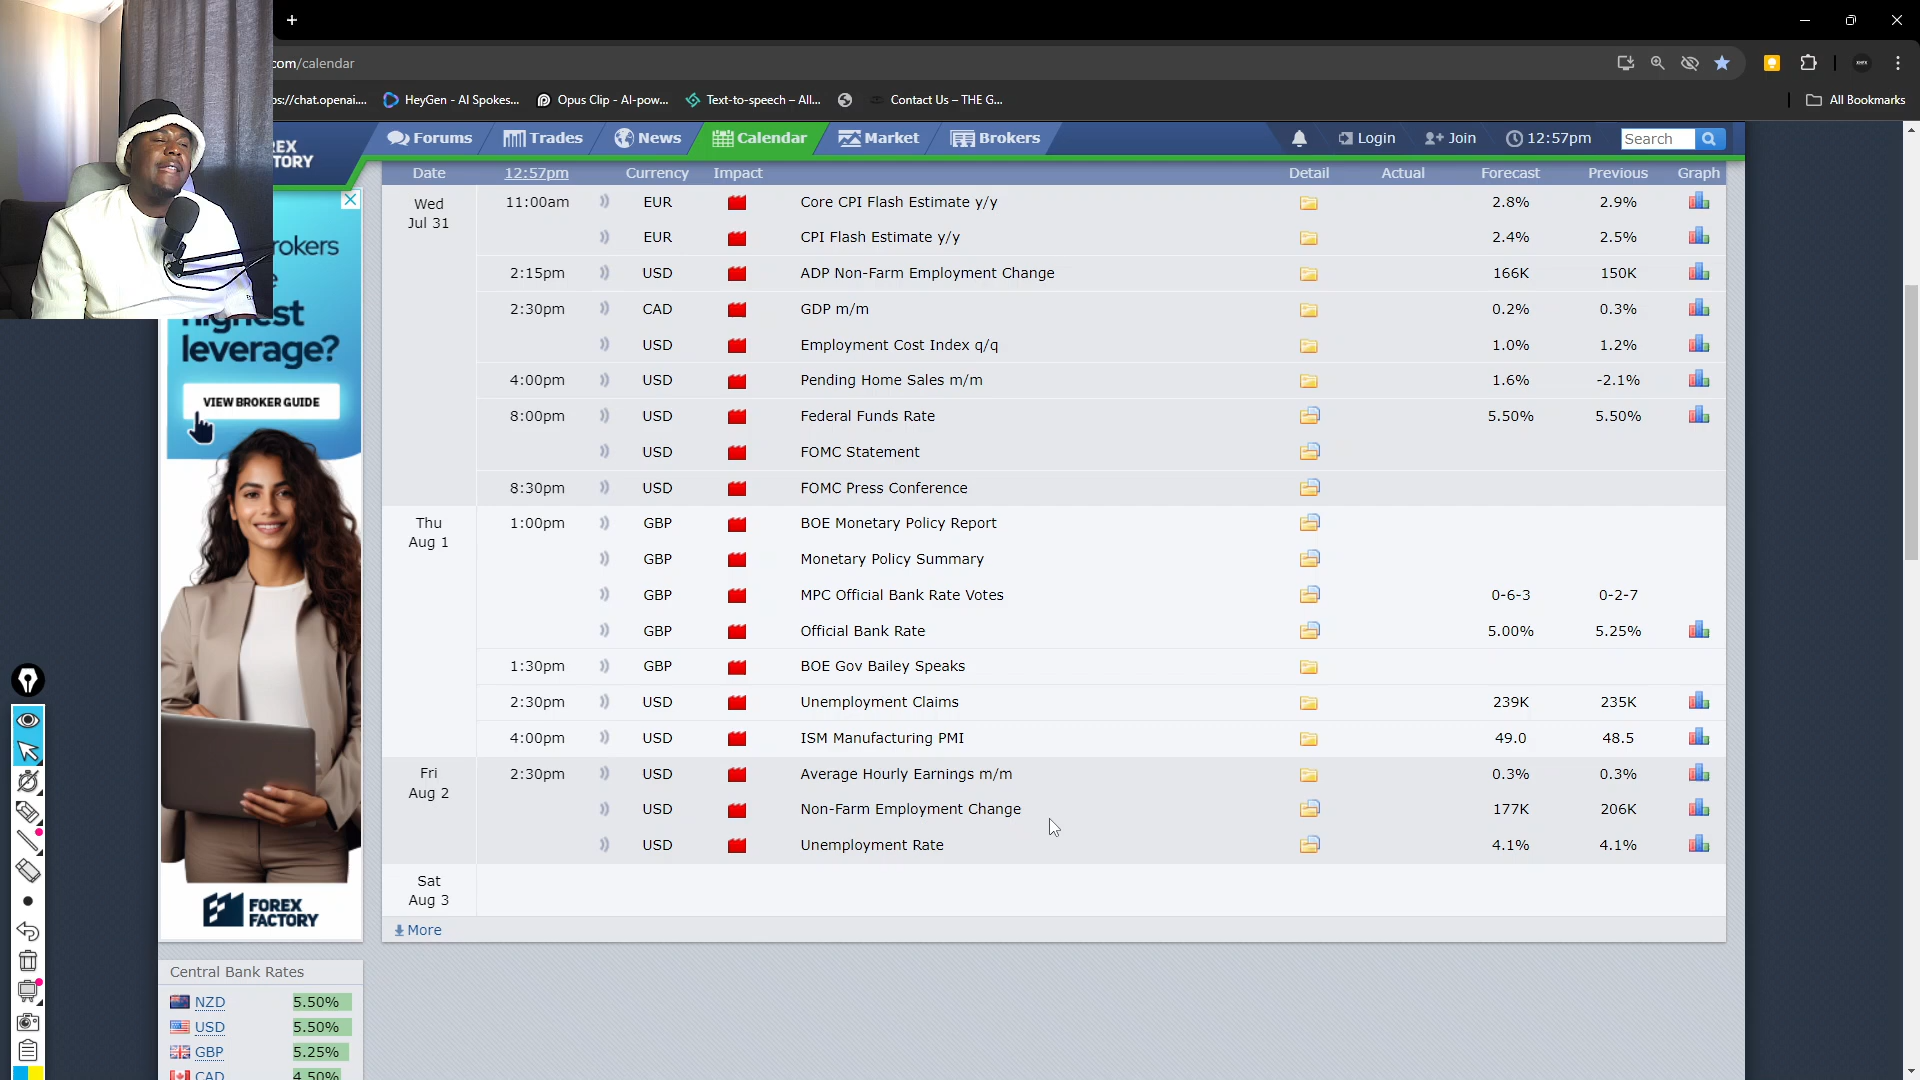 com/calendar
ps://chat.openai....
HeyGen - AI Spokes...
Opus Clip - AI-pow...
Text-to-speech – All...
Contact Us – THE G...
All Bookmarks
REX
TORY
Forums
Trades
News
Calendar
Market
Brokers
Login
Join
12:57pm
Search
Date 12:57pm Currency Impact Detail Actual Forecast Previous Graph
Wed
Jul 31
11:00am EUR Core CPI Flash Estimate y/y 2.8% 2.9%
EUR CPI Flash Estimate y/y 2.4% 2.5%
2:15pm USD ADP Non-Farm Employment Change 166K 150K
2:30pm CAD GDP m/m 0.2% 0.3%
USD Employment Cost Index q/q 1.0% 1.2%
4:00pm USD Pending Home Sales m/m 1.6% -2.1%
8:00pm USD Federal Funds Rate 5.50% 5.50%
USD FOMC Statement
8:30pm USD FOMC Press Conference
Thu
Aug 1
1:00pm GBP BOE Monetary Policy Report
GBP Monetary Policy Summary
GBP MPC Official Bank Rate Votes 0-6-3 0-2-7
GBP Official Bank Rate 5.00% 5.25%
1:30pm GBP BOE Gov Bailey Speaks
2:30pm USD Unemployment Claims 239K 235K
4:00pm USD ISM Manufacturing PMI 49.0 48.5
Fri
Aug 2
2:30pm USD Average Hourly Earnings m/m 0.3% 0.3%
USD Non-Farm Employment Change 177K 206K
USD Unemployment Rate 4.1% 4.1%
Sat
Aug 3
More
rokers
highest
leverage?
VIEW BROKER GUIDE
FOREX
FACTORY
Central Bank Rates
NZD 5.50%
USD 5.50%
GBP 5.25%
CAD 4.50%